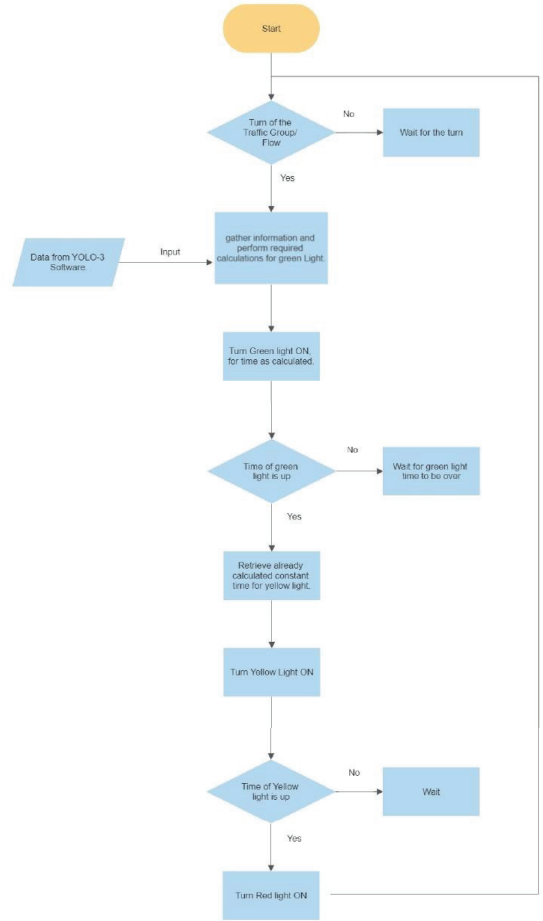 Start
Turn of the
Traffic Group/
Flow
No
Wait for the turn
Yes
gather information and
perform required
calculations for green Light.
Data from YOLO-3
Software.
Input
Turn Green light ON,
for time as calculated.
Time of green
light is up
No
Wait for green light
time to be over
Yes
Retrieve already
calculated constant
time for yellow light.
Turn Yellow Light ON
Time of Yellow
light is up
No
Wait
Yes
Turn Red light ON